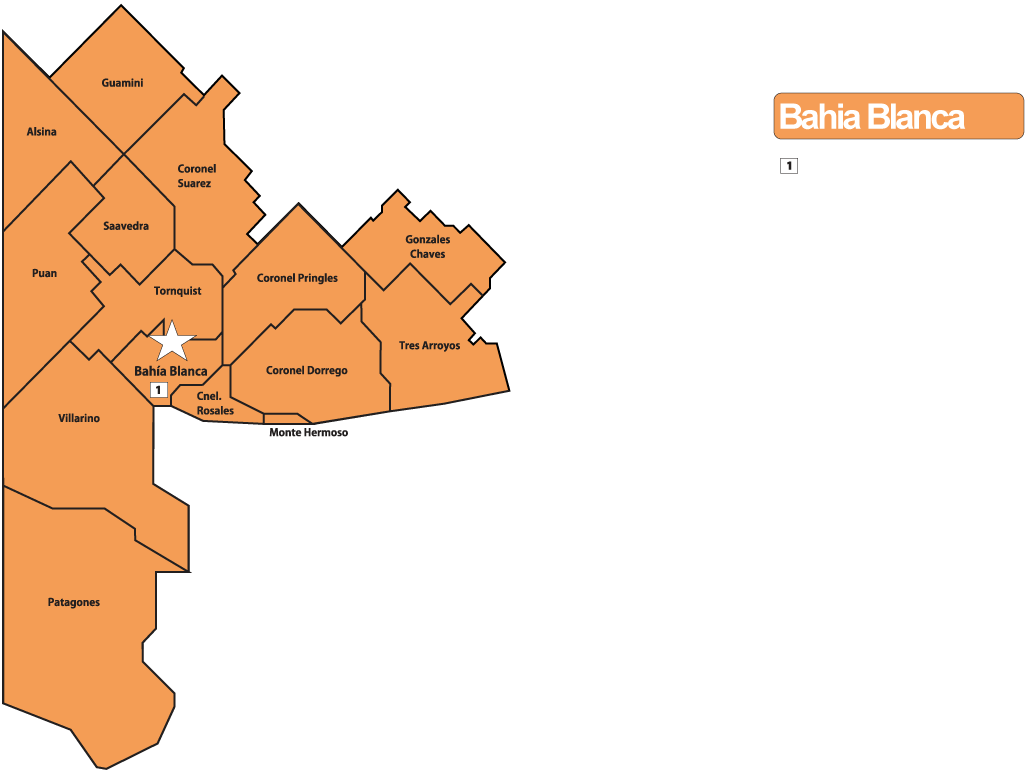 Guamini
Bahia Blanca
Alsina
1
Coronel
Suarez
Saavedra
Gonzales
Chaves
Puan
Coronel Pringles
Tornquist
Tres Arroyos
Bahía Blanca
Coronel Dorrego
1
Cnel.
Rosales
Villarino
Monte Hermoso
Patagones